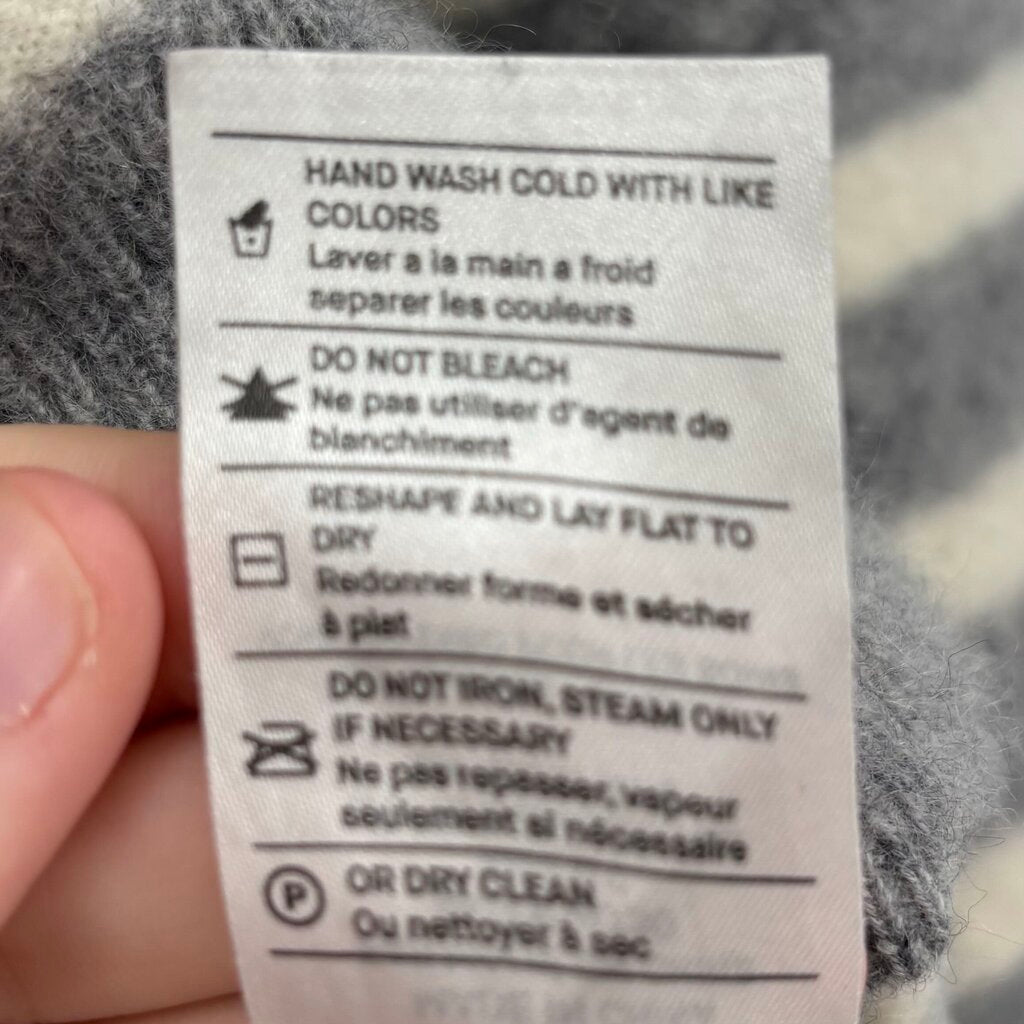 HAND WASH COLD WITH LIKE
COLORS
Laver a la main a froid
separer les couleurs
DO NOT BLEACH
Ne pas utiliser d'agent de
blanchiment
RESHAPE AND LAY FLAT TO
DRY
Redonner forme et sécher
à plat
DO NOT IRON, STEAM ONLY
IF NECESSARY
Ne pas repasser, vapeur
seulement si nécessaire
P
OR DRY CLEAN
Ou nettoyer à sec